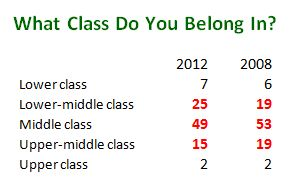 What Class Do You Belong In?
2012 2008
Lower class 7 6
Lower-middle class 25 19
Middle class 49 53
Upper-middle class 15 19
Upper class 2 2